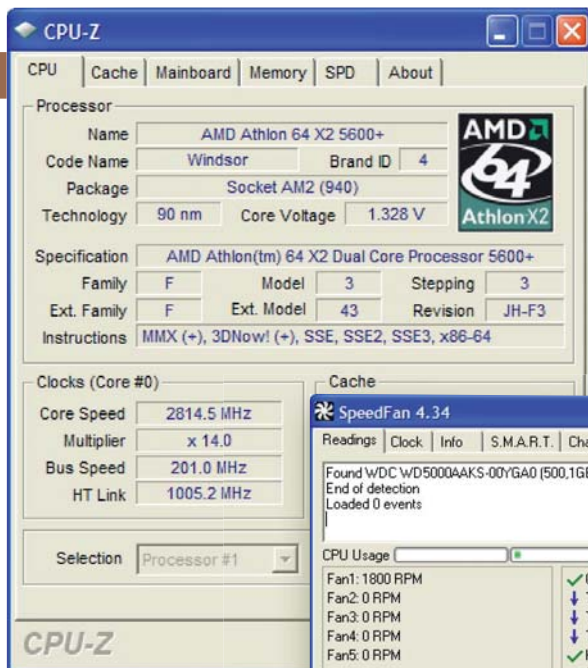 CPU-Z
CPU Cache Mainboard Memory SPD About
Processor
Name AMD Athlon 64 X2 5600+
Code Name Windsor Brand ID 4
Package Socket AM2 (940)
Technology 90 nm Core Voltage 1.328 V
AMD
64
Athlon X2
Specification AMD Athlon(tm) 64 X2 Dual Core Processor 5600+
Family F Model 3 Stepping 3
Ext. Family F Ext. Model 43 Revision JH-F3
Instructions MMX (+), 3DNow! (+), SSE, SSE2, SSE3, x86-64
Clocks (Core #0)
Core Speed 2814.5 MHz
Multiplier x 14.0
Bus Speed 201.0 MHz
HT Link 1005.2 MHz
Cache
Selection Processor #1
CPU-Z
SpeedFan 4.34
Readings Clock Info S.M.A.R.T. Cha
Found WDC WD5000AAKS-00YGA0 (500,1GB
End of detection
Loaded 0 events
CPU Usage
Fan1: 1800 RPM
Fan2: 0 RPM
Fan3: 0 RPM
Fan4: 0 RPM
Fan5: 0 RPM